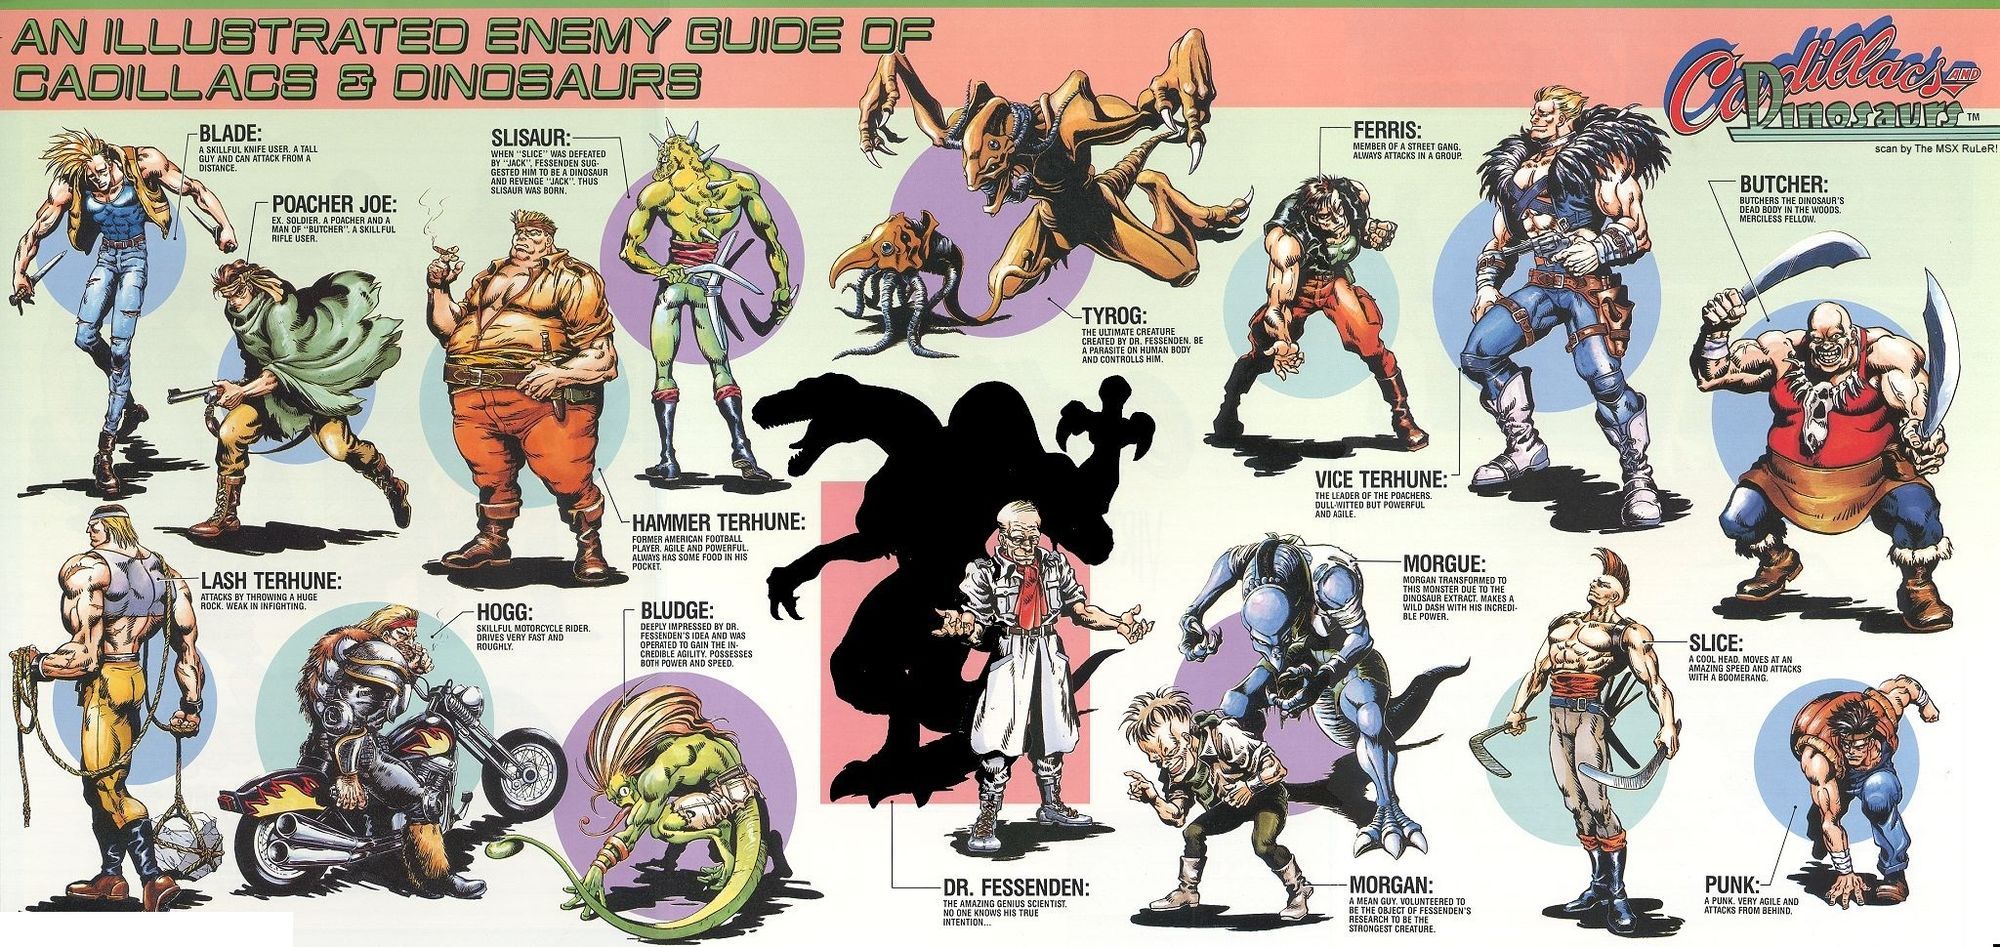 AN ILLUSTRATED ENEMY GUIDE OF
CADILLACS & DINOSAURS
Cadillacs AND
Dinosaurs TM
scan by The MSX RuLeR!
BLADE:
A SKILLFUL KNIFE USER. A TALL
GUY AND CAN ATTACK FROM A
DISTANCE.
POACHER JOE:
EX. SOLDIER. A POACHER AND A
MAN OF "BUTCHER". A SKILLFUL
RIFLE USER.
SLISAUR:
WHEN "SLICE" WAS DEFEATED
BY "JACK", FESSENDEN SUG-
GESTED HIM TO BE A DINOSAUR
AND REVENGE "JACK". THUS
SLISAUR WAS BORN.
TYROG:
THE ULTIMATE CREATURE
CREATED BY DR. FESSENDEN. BE
A PARASITE ON HUMAN BODY
AND CONTROLLS HIM.
FERRIS:
MEMBER OF A STREET GANG.
ALWAYS ATTACKS IN A GROUP.
BUTCHER:
BUTCHERS THE DINOSAUR'S
DEAD BODY IN THE WOODS.
MERCILESS FELLOW.
VICE TERHUNE:
THE LEADER OF THE POACHERS.
DULL-WITTED BUT POWERFUL
AND AGILE.
HAMMER TERHUNE:
FORMER AMERICAN FOOTBALL
PLAYER. AGILE AND POWERFUL.
ALWAYS HAS SOME FOOD IN HIS
POCKET.
LASH TERHUNE:
ATTACKS BY THROWING A HUGE
ROCK. WEAK IN INFIGHTING.
HOGG:
SKILLFUL MOTORCYCLE RIDER.
DRIVES VERY FAST AND
ROUGHLY.
BLUDGE:
DEEPLY IMPRESSED BY DR.
FESSENDEN'S IDEA AND WAS
OPERATED TO GAIN THE IN-
CREDIBLE AGILITY. POSSESSES
BOTH POWER AND SPEED.
MORGUE:
MORGAN TRANSFORMED TO
THIS MONSTER DUE TO THE
DINOSAUR EXTRACT. MAKES A
WILD DASH WITH HIS INCREDI-
BLE POWER.
SLICE:
A COOL HEAD. MOVES AT AN
AMAZING SPEED AND ATTACKS
WITH A BOOMERANG.
DR. FESSENDEN:
THE AMAZING GENIUS SCIENTIST.
NO ONE KNOWS HIS TRUE
INTENTION...
MORGAN:
A MEAN GUY. VOLUNTEERED TO
BE THE OBJECT OF FESSENDEN'S
RESEARCH TO BE THE
STRONGEST CREATURE.
PUNK:
A PUNK. VERY AGILE AND
ATTACKS FROM BEHIND.